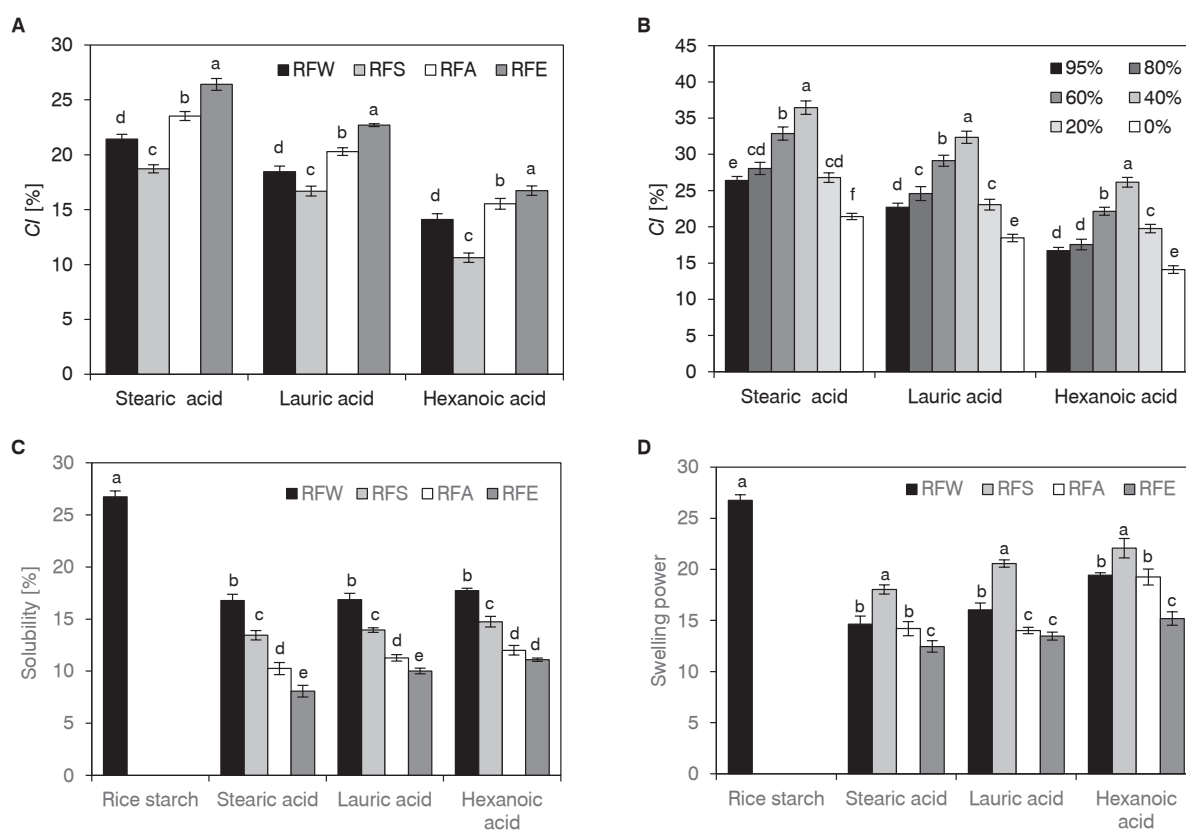 A
CI [%]
30
25
20
15
10
5
0
RFW RFS RFA RFE
d c b a
d c b a
d c b a
Stearic acid Lauric acid Hexanoic acid
B
CI [%]
45
40
35
30
25
20
15
10
5
0
95% 80%
60% 40%
20% 0%
e cd b a cd f
d c b a c e
d d b a c e
Stearic acid Lauric acid Hexanoic acid
C
Solubility [%]
30
25
20
15
10
5
0
RFW RFS RFA RFE
a
b c d e
b c d e
b c d d
Rice starch Stearic acid Lauric acid Hexanoic
acid
D
Swelling power
30
25
20
15
10
5
0
RFW RFS RFA RFE
a
b a b c
b a c c
b a b c
Rice starch Stearic acid Lauric acid Hexanoic
acid